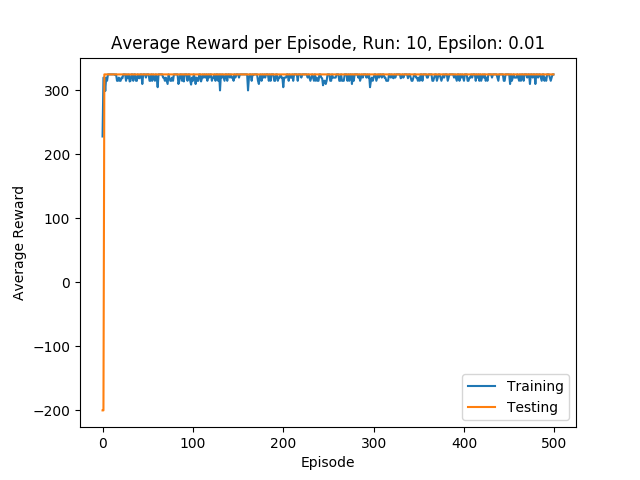 Average Reward per Episode, Run: 10, Epsilon: 0.01
300
200
100
0
−100
−200
Average Reward
0
100
200
300
400
500
Episode
Training
Testing